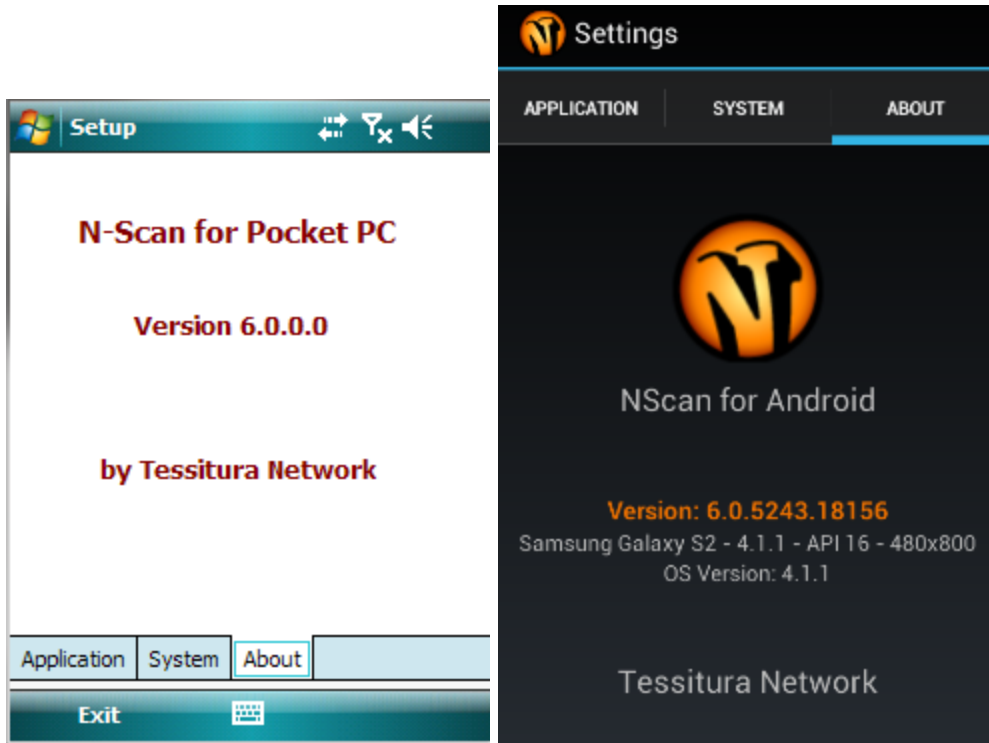 Setup
N-Scan for Pocket PC
Version 6.0.0.0
by Tessitura Network
Application System About
Exit
N
Settings
APPLICATION SYSTEM ABOUT
N
NScan for Android
Version: 6.0.5243.18156
Samsung Galaxy S2 - 4.1.1 - API 16 - 480x800
OS Version: 4.1.1
Tessitura Network